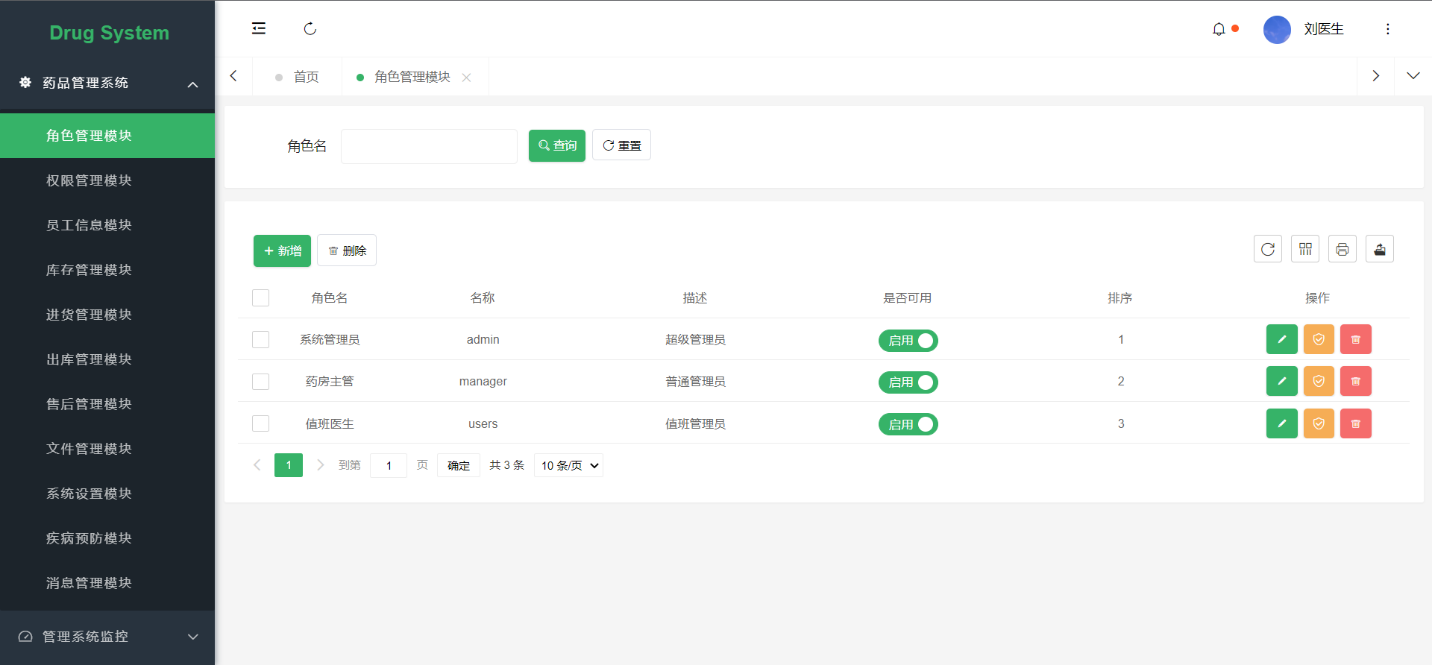 Drug System
刘医生
药品管理系统
首页
角色管理模块
角色管理模块
权限管理模块
员工信息模块
库存管理模块
进货管理模块
出库管理模块
售后管理模块
文件管理模块
系统设置模块
疾病预防模块
消息管理模块
管理系统监控
角色名 查询 重置
新增 删除
角色名 名称 描述 是否可用 排序 操作
系统管理员 admin 超级管理员 启用 1
药房主管 manager 普通管理员 启用 2
值班医生 users 值班管理员 启用 3
1 到第 1 页 确定 共 3 条 10 条/页